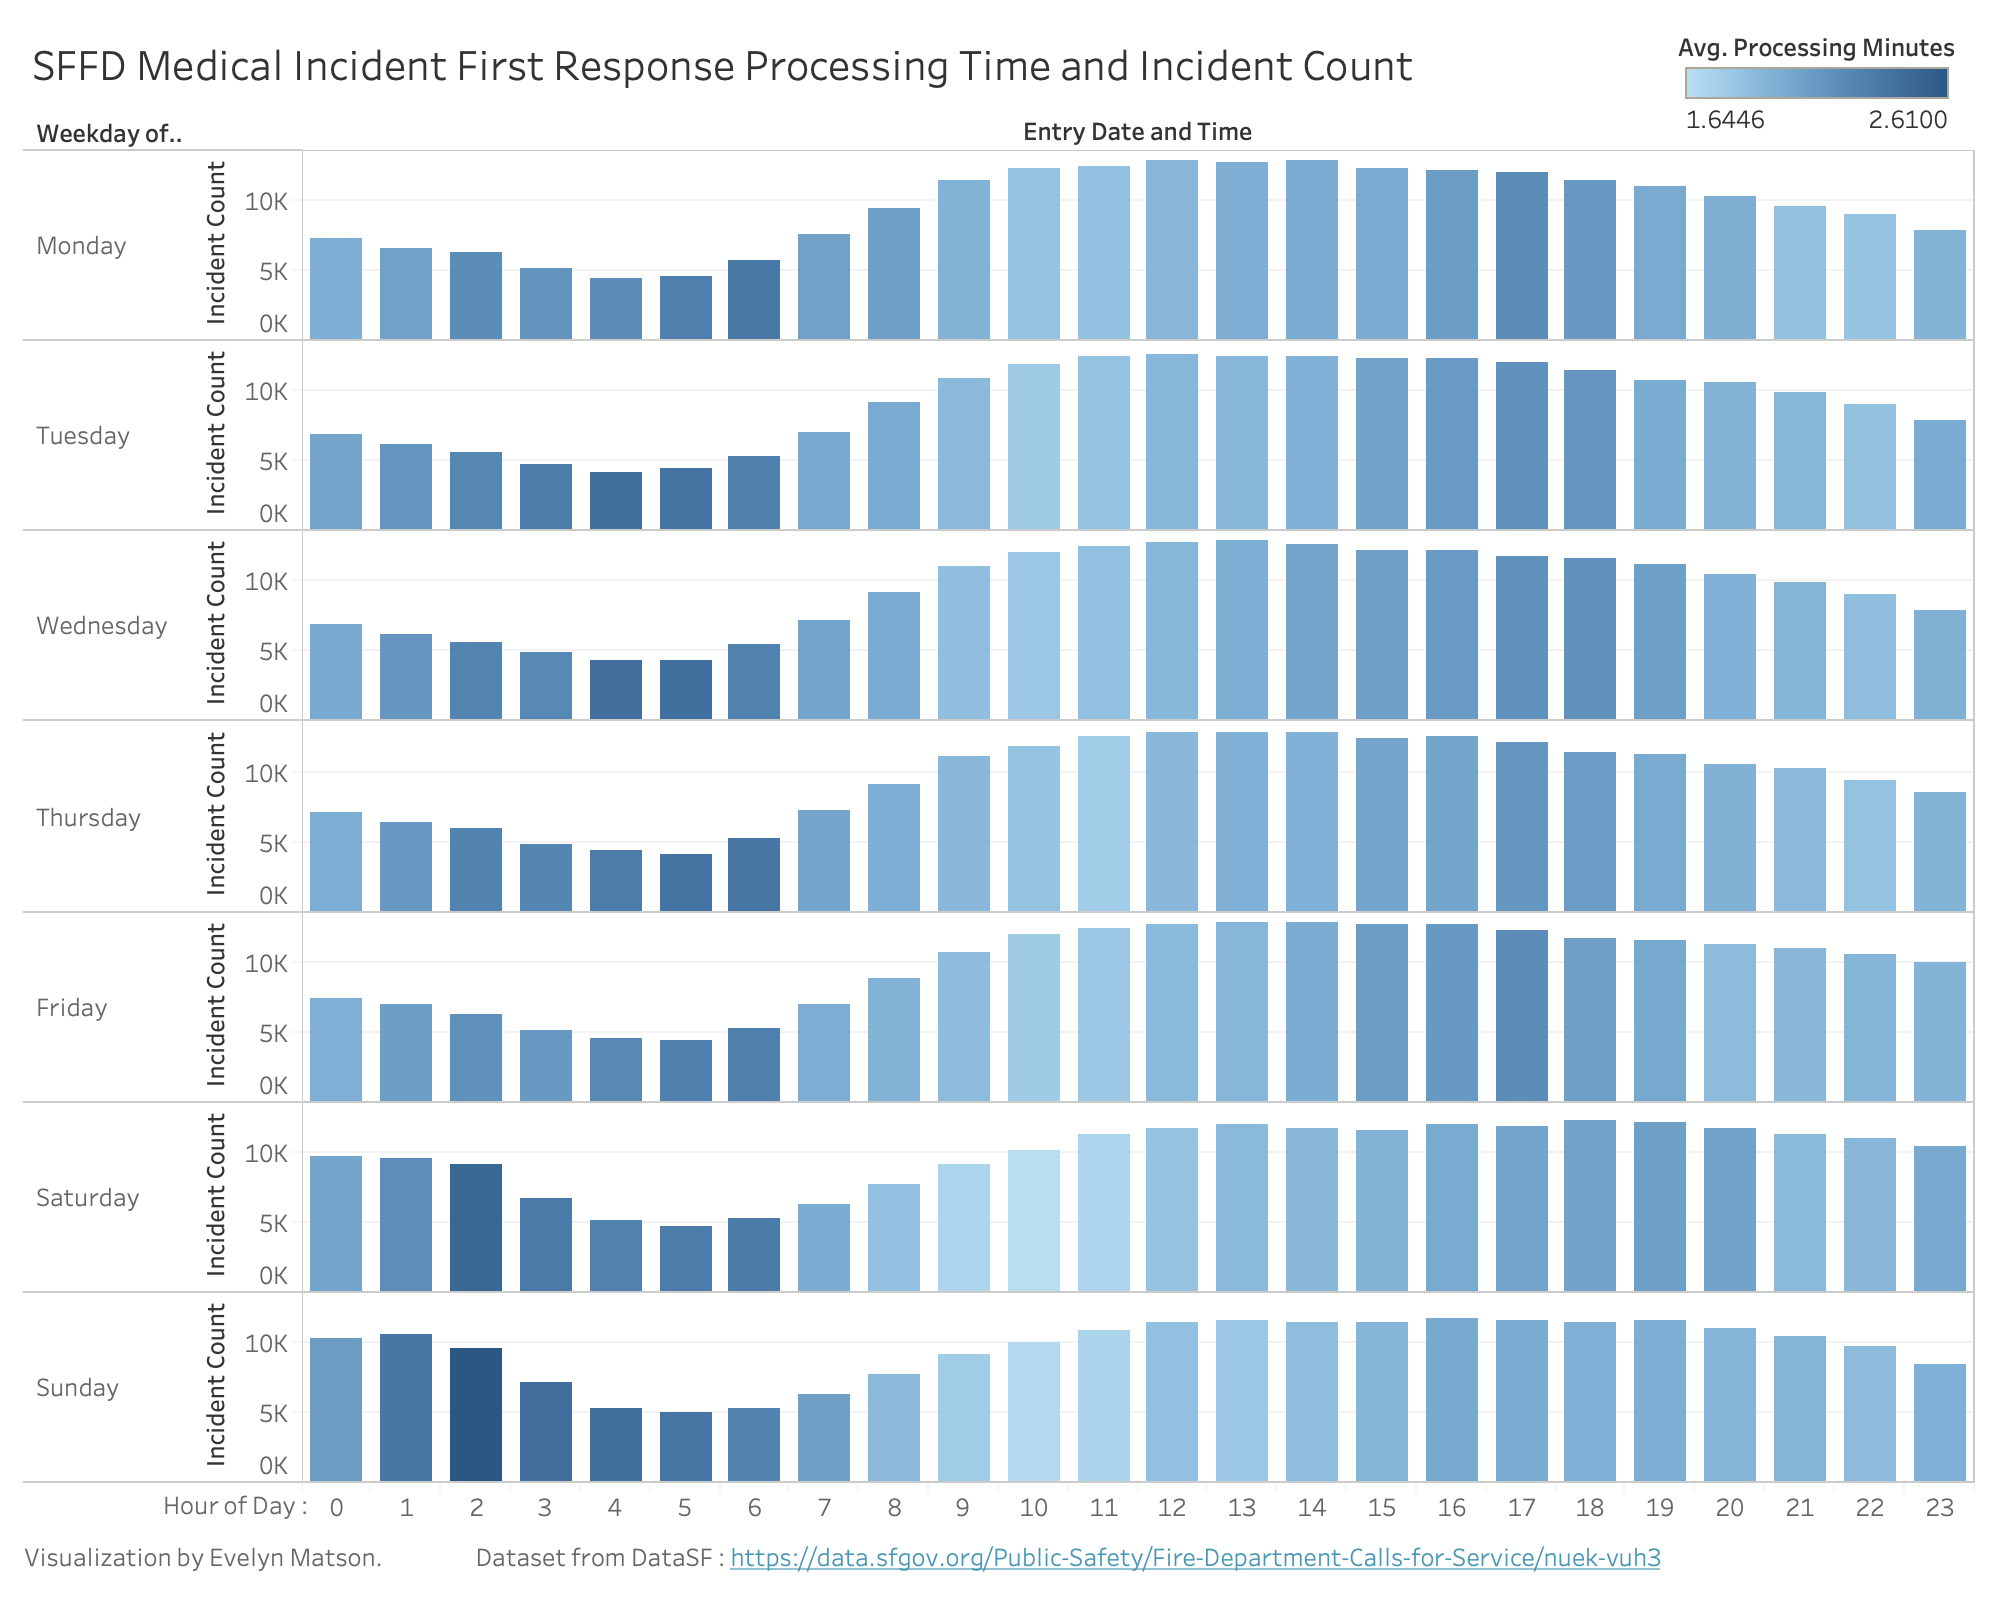 SFFD Medical Incident First Response Processing Time and Incident Count
Avg. Processing Minutes
1.6446 2.6100
Weekday of..
Entry Date and Time
Monday
Incident Count
10K
5K
0K
Tuesday
Incident Count
10K
5K
0K
Wednesday
Incident Count
10K
5K
0K
Thursday
Incident Count
10K
5K
0K
Friday
Incident Count
10K
5K
0K
Saturday
Incident Count
10K
5K
0K
Sunday
Incident Count
10K
5K
0K
Hour of Day : 0 1 2 3 4 5 6 7 8 9 10 11 12 13 14 15 16 17 18 19 20 21 22 23
Visualization by Evelyn Matson. Dataset from DataSF : https://data.sfgov.org/Public-Safety/Fire-Department-Calls-for-Service/nuek-vuh3